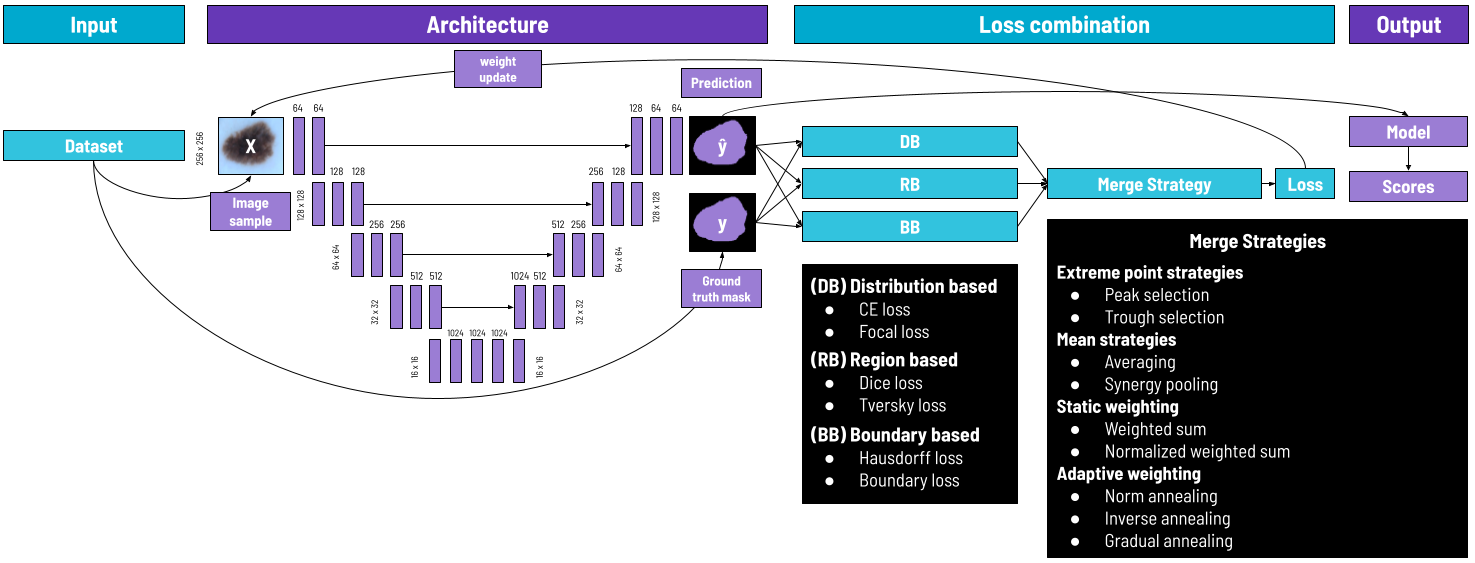 Input
Architecture
Loss combination
Output
weight
update
Prediction
Dataset
256 x 256
X
64
64
128
64
64
ŷ
DB
Model
Image
sample
128 x 128
128
128
256
128
128 x 128
RB
Merge Strategy
Loss
Scores
y
BB
64 x 64
256
256
512
256
64 x 64
Ground
truth mask
32 x 32
512
512
1024
512
32 x 32
16 x 16
1024
1024
1024
16 x 16
(DB) Distribution based
● CE loss
● Focal loss
(RB) Region based
● Dice loss
● Tversky loss
(BB) Boundary based
● Hausdorff loss
● Boundary loss
Merge Strategies
Extreme point strategies
● Peak selection
● Trough selection
Mean strategies
● Averaging
● Synergy pooling
Static weighting
● Weighted sum
● Normalized weighted sum
Adaptive weighting
● Norm annealing
● Inverse annealing
● Gradual annealing